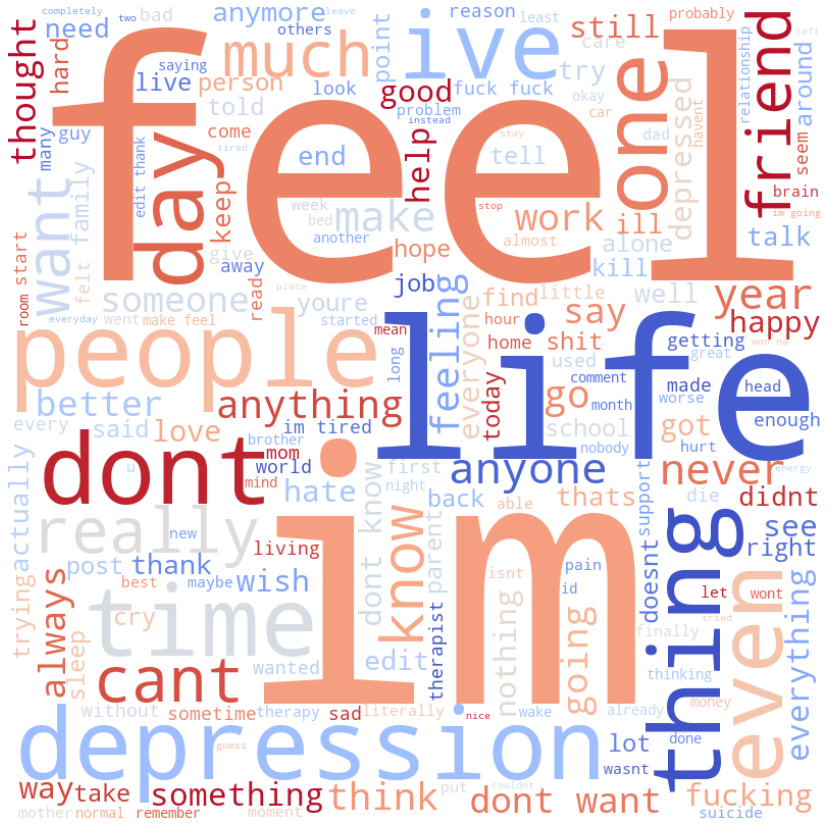 completely
leave
two
bad
anymore
reason
least
probably
need
others
ive
still
care
left
thought
hard
much
point
try
one
friend
saying
person
live
look
good
fuck fuck
okay
relationship
around
feel
told
problem
instead
car
dad
havent
seem
many
guy
come
help
stay
day
end
tell
depressed
brain
edit thank
tired
keep
want
week
bed
make
work
ill
im going
stop
felt family
give
another
hope
almost
alone
talk
away
kill
room start
someone
read
youre
job
find
little
well
year
place
everyday
went
make feel
started
mean
hour
say
happy
wan na
people
life
feeling
everyone
home
shit
getting
great
long
today
used
comment
made
head
better
anything
go
month
worse
enough
every
said
love
im tired
school
got
nobody
hurt
brother
dont
mom
world
anyone
never
energy
u
mind
hate
first
back
thats
support
die
didnt
actually
really
night
able
know
dont know
parent
see
new
living
im
doesnt
thing
right
trying
post
thank
wish
isnt
pain
let
wont
even
best
maybe
id
always
time
therapist
nothing
going
tried
everything
sleep
cry
edit
finally
cant
wanted
thinking
without
sometime
therapy
sad
literally
nice
wake
already
money
depression
guess
lot
done
wasnt
way
take
something
think
put
couldnt
dont want
fucking
mother
normal
remember
moment
suicide